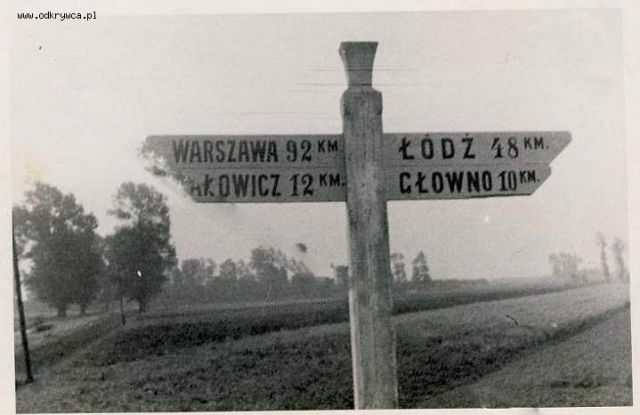 www.odkrywca.pl
WARSZAWA 92 KM.
ŁOWICZ 12 KM.
ŁÓDŹ 48 KM.
GŁOWNO 10 KM.